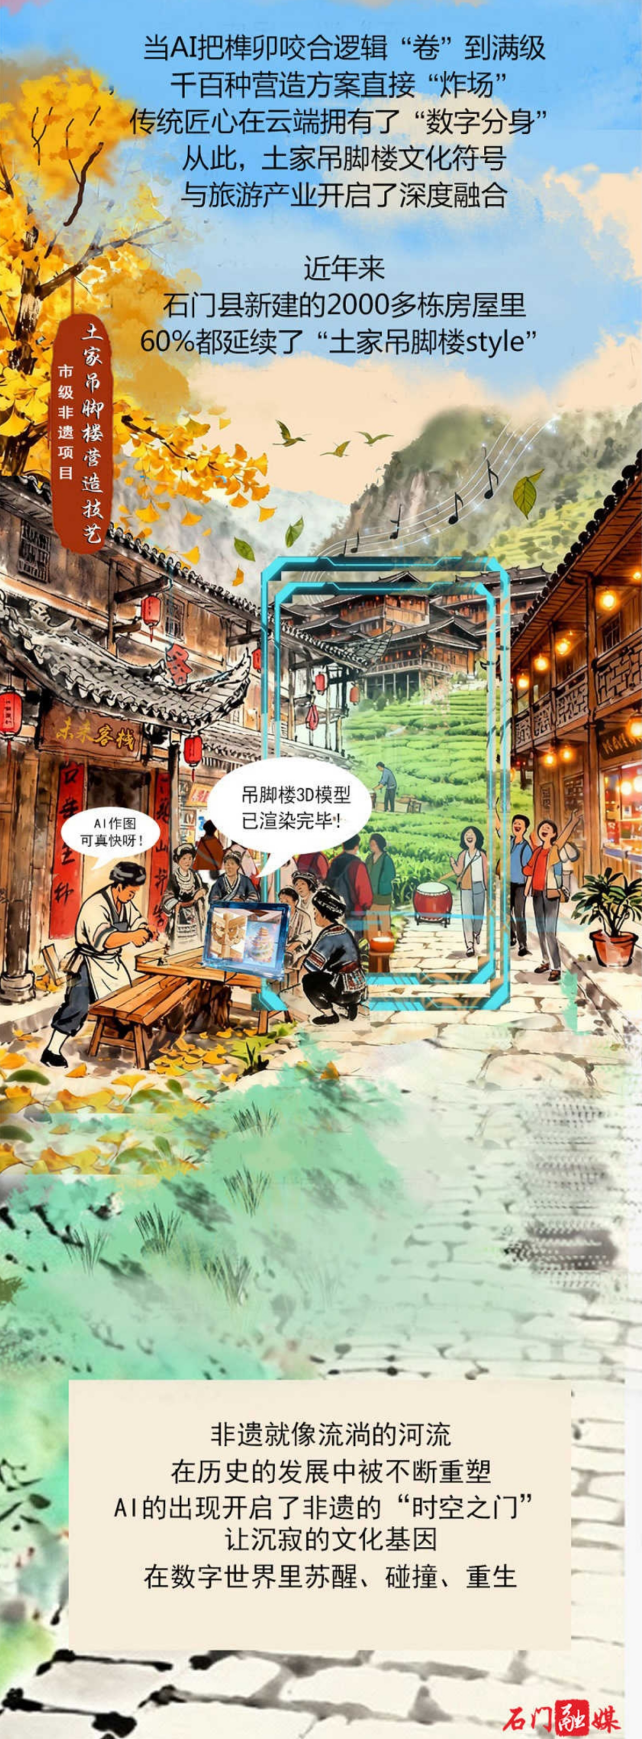 当AI把榫卯咬合逻辑“卷”到满级
千百种营造方案直接“炸场”
传统匠心在云端拥有了“数字分身”
从此，土家吊脚楼文化符号
与旅游产业开启了深度融合
近年来
石门县新建的2000多栋房屋里
60%都延续了“土家吊脚楼style”
土家吊脚楼营造技艺
市级非遗项目
未来客栈
吊脚楼3D模型
已渲染完毕！
AI作图
可真快呀！
非遗就像流淌的河流
在历史的发展中被不断重塑
AI的出现开启了非遗的“时空之门”
让沉寂的文化基因
在数字世界里苏醒、碰撞、重生
石门融媒